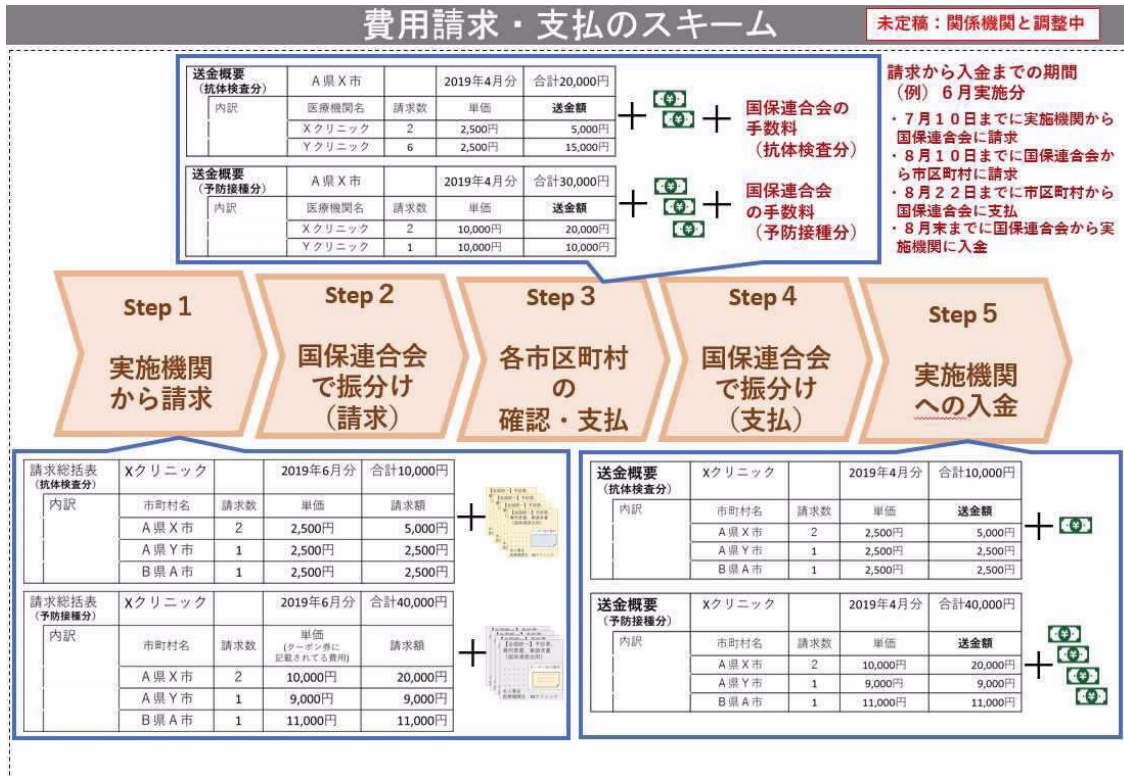 費用請求・支払のスキーム
未定稿：関係機関と調整中
送金概要 A県X市 2019年4月分 合計20,000円
（抗体検査分）
内訳 医療機関名 請求数 単価 送金額
Xクリニック 2 2,500円 5,000円
Yクリニック 6 2,500円 15,000円
国保連合会の
手数料
（抗体検査分）
送金概要 A県X市 2019年4月分 合計30,000円
（予防接種分）
内訳 医療機関名 請求数 単価 送金額
Xクリニック 2 10,000円 20,000円
Yクリニック 1 10,000円 10,000円
国保連合会
の手数料
（予防接種分）
請求から入金までの期間
（例）６月実施分
・７月１０日までに実施機関から
国保連合会に請求
・８月１０日までに国保連合会か
ら市区町村に請求
・８月２２日までに市区町村から
国保連合会に支払
・８月末までに国保連合会から実
施機関に入金
Step 1
実施機関
から請求
Step 2
国保連合会
で振分け
（請求）
Step 3
各市区町村
の
確認・支払
Step 4
国保連合会
で振分け
（支払）
Step 5
実施機関
への入金
請求総括表 Xクリニック 2019年6月分 合計10,000円
（抗体検査分）
内訳 市町村名 請求数 単価 請求額
A県X市 2 2,500円 5,000円
A県Y市 1 2,500円 2,500円
B県A市 1 2,500円 2,500円
請求総括表 Xクリニック 2019年6月分 合計40,000円
（予防接種分）
内訳 市町村名 請求数 単価 請求額
（クーポン券に
記載されてる費用）
A県X市 2 10,000円 20,000円
A県Y市 1 9,000円 9,000円
B県A市 1 11,000円 11,000円
送金概要 Xクリニック 2019年4月分 合計10,000円
（抗体検査分）
内訳 市町村名 請求数 単価 送金額
A県X市 2 2,500円 5,000円
A県Y市 1 2,500円 2,500円
B県A市 1 2,500円 2,500円
送金概要 Xクリニック 2019年4月分 合計40,000円
（予防接種分）
内訳 市町村名 請求数 単価 送金額
A県X市 2 10,000円 20,000円
A県Y市 1 9,000円 9,000円
B県A市 1 11,000円 11,000円